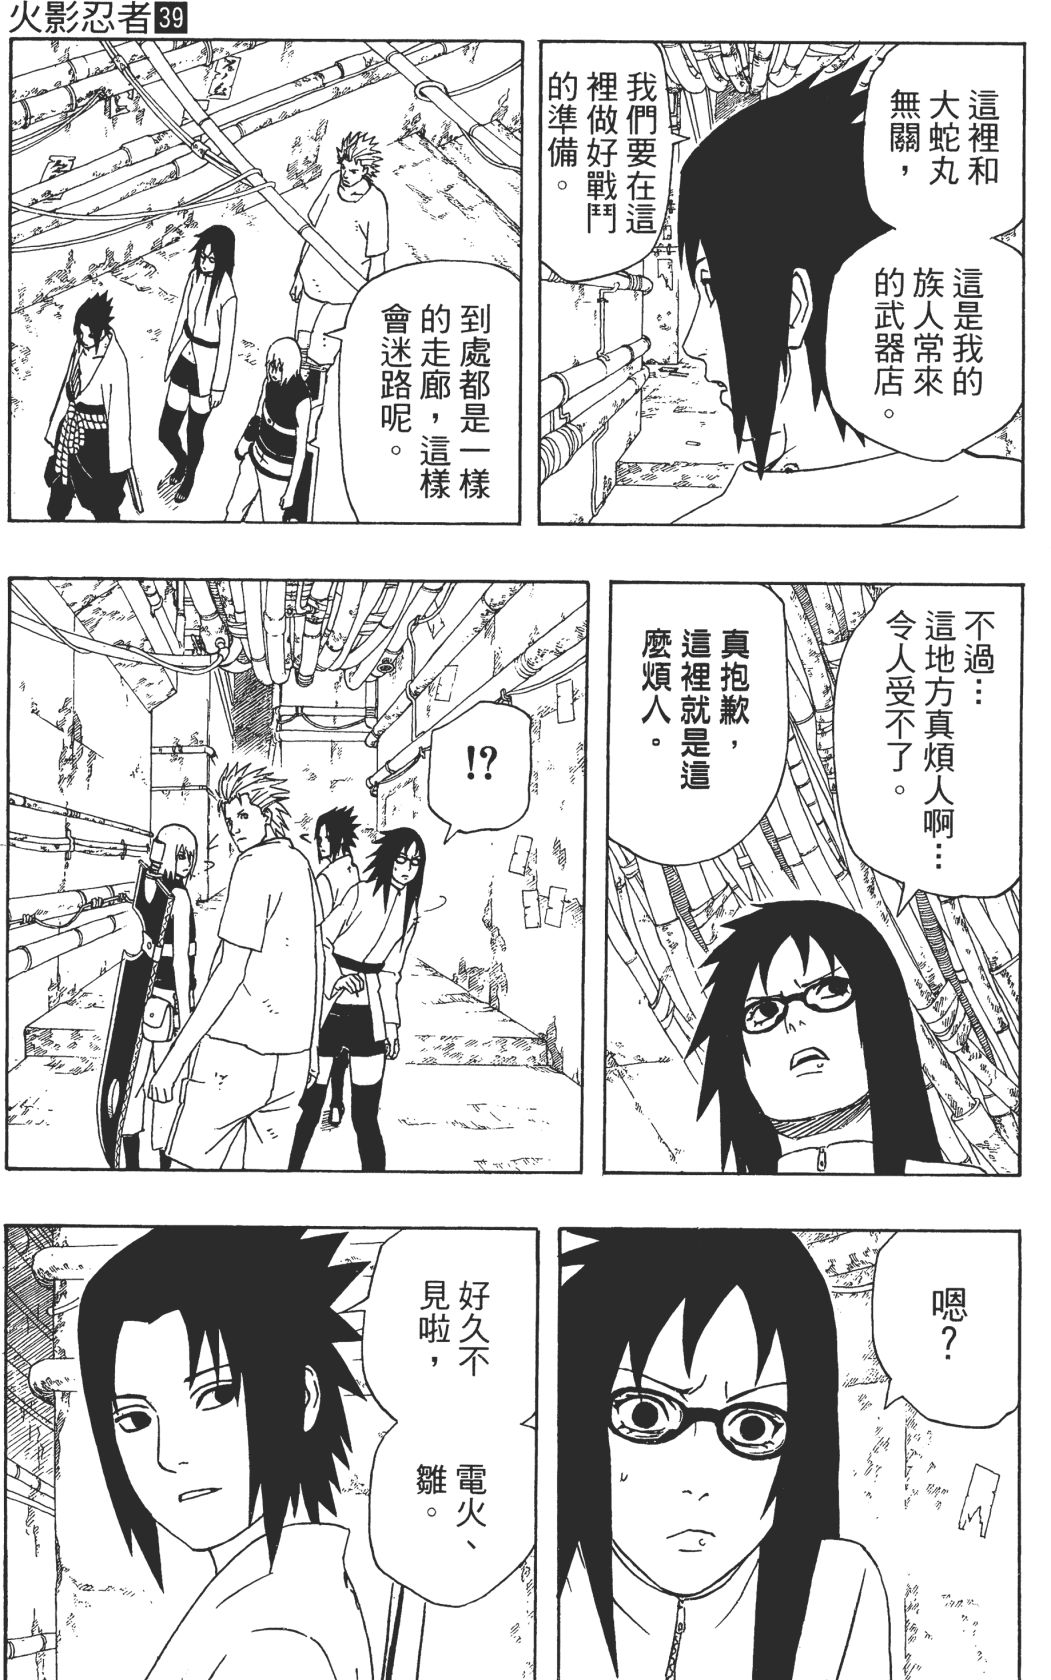 火影忍者39
這裡和
大蛇丸
無關，
這是我的
族人常來
的武器店。
我們要在這
裡做好戰鬥
的準備。
到處都是一樣
的走廊，這樣
會迷路呢。
不過…
這地方真煩人啊…
令人受不了。
真抱歉，
這裡就是這
麼煩人。
!?
嗯？
好久不
見啦，
電火、
雛。